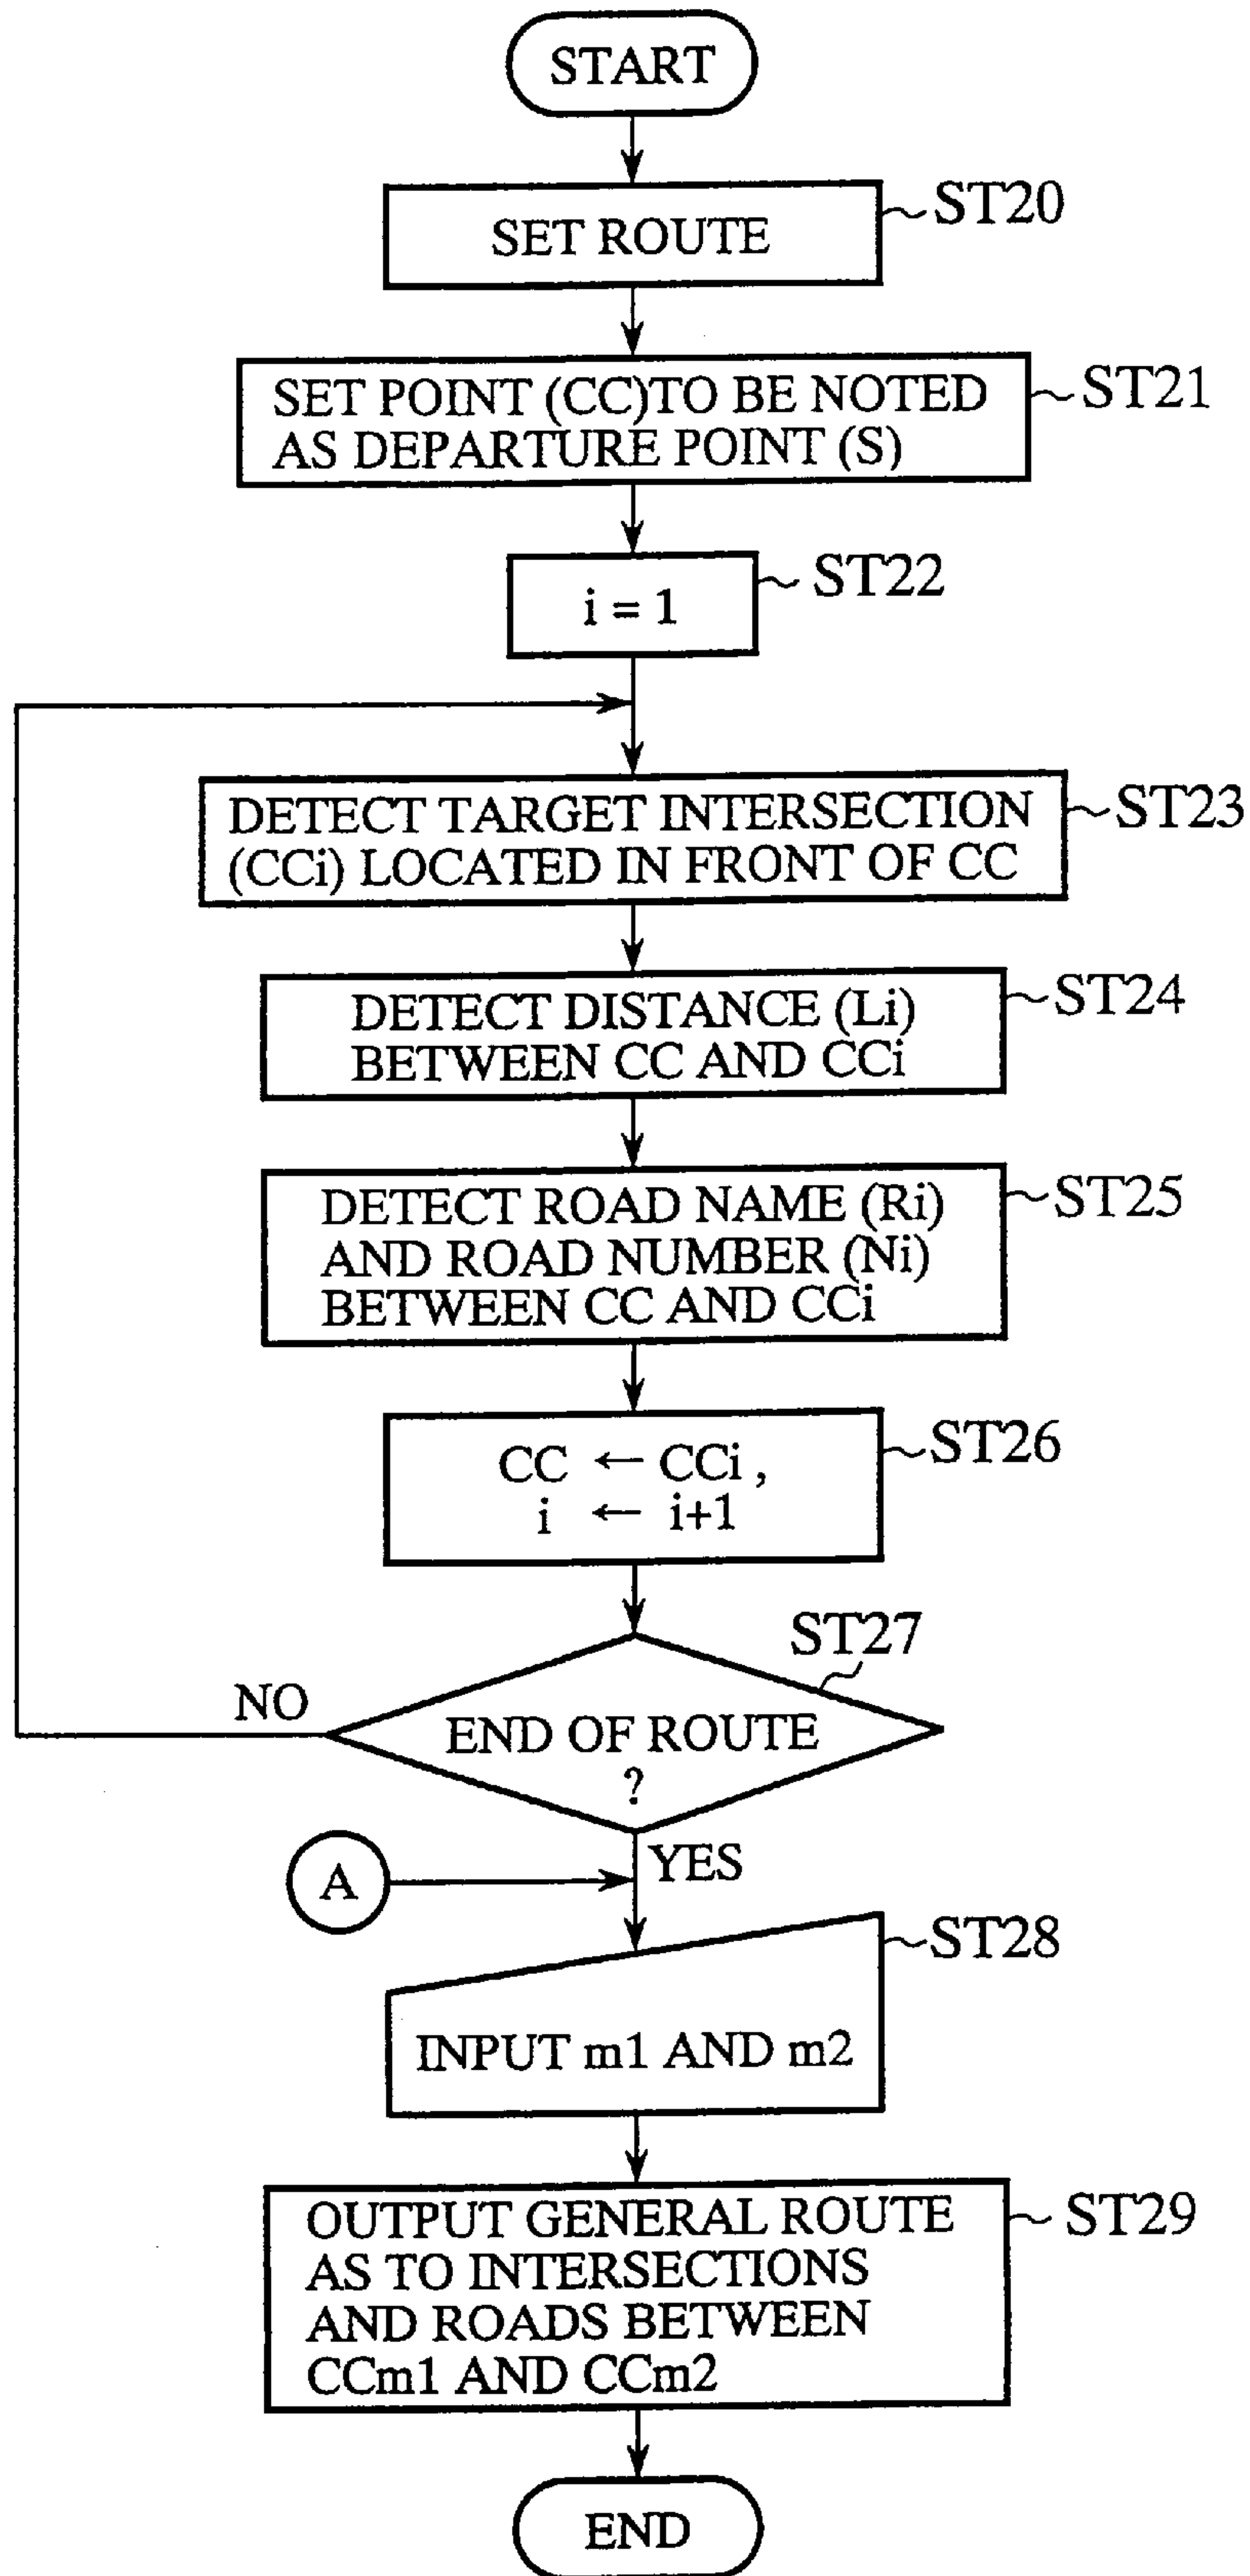 START
SET ROUTE
ST20
SET POINT (CC)TO BE NOTED
AS DEPARTURE POINT (S)
ST21
i = 1
ST22
DETECT TARGET INTERSECTION
(CCi) LOCATED IN FRONT OF CC
ST23
DETECT DISTANCE (Li)
BETWEEN CC AND CCi
ST24
DETECT ROAD NAME (Ri)
AND ROAD NUMBER (Ni)
BETWEEN CC AND CCi
ST25
CC ← CCi ,
i ← i+1
ST26
ST27
NO
END OF ROUTE
?
YES
A
ST28
INPUT m1 AND m2
OUTPUT GENERAL ROUTE
AS TO INTERSECTIONS
AND ROADS BETWEEN
CCm1 AND CCm2
ST29
END